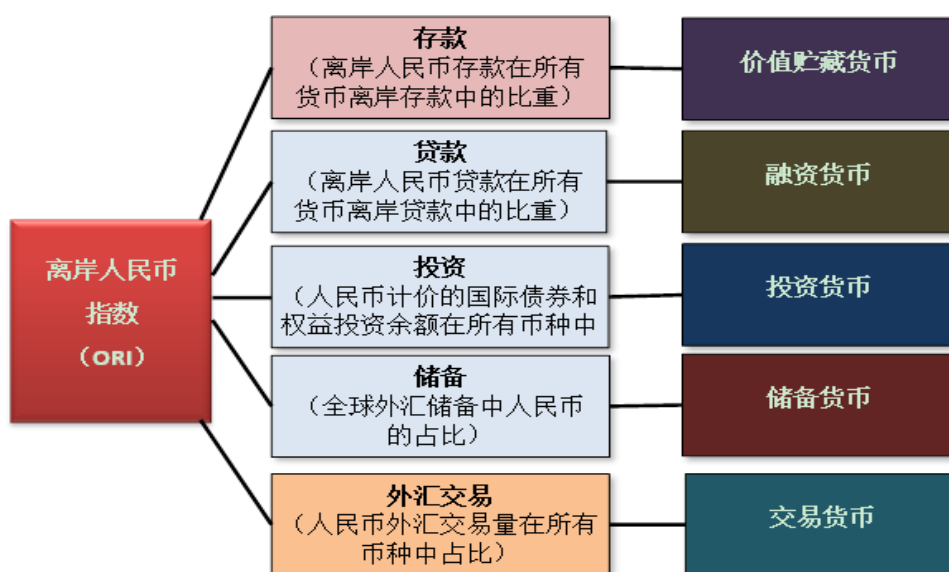 离岸人民币
指数
（ORI）
存款
（离岸人民币存款在所有
货币离岸存款中的比重）
价值贮藏货币
贷款
（离岸人民币贷款在所有
货币离岸贷款中的比重）
融资货币
投资
（人民币计价的国际债券和
权益投资余额在所有币种中
投资货币
储备
（全球外汇储备中人民币
的占比）
储备货币
外汇交易
（人民币外汇交易量在所有
币种中占比）
交易货币